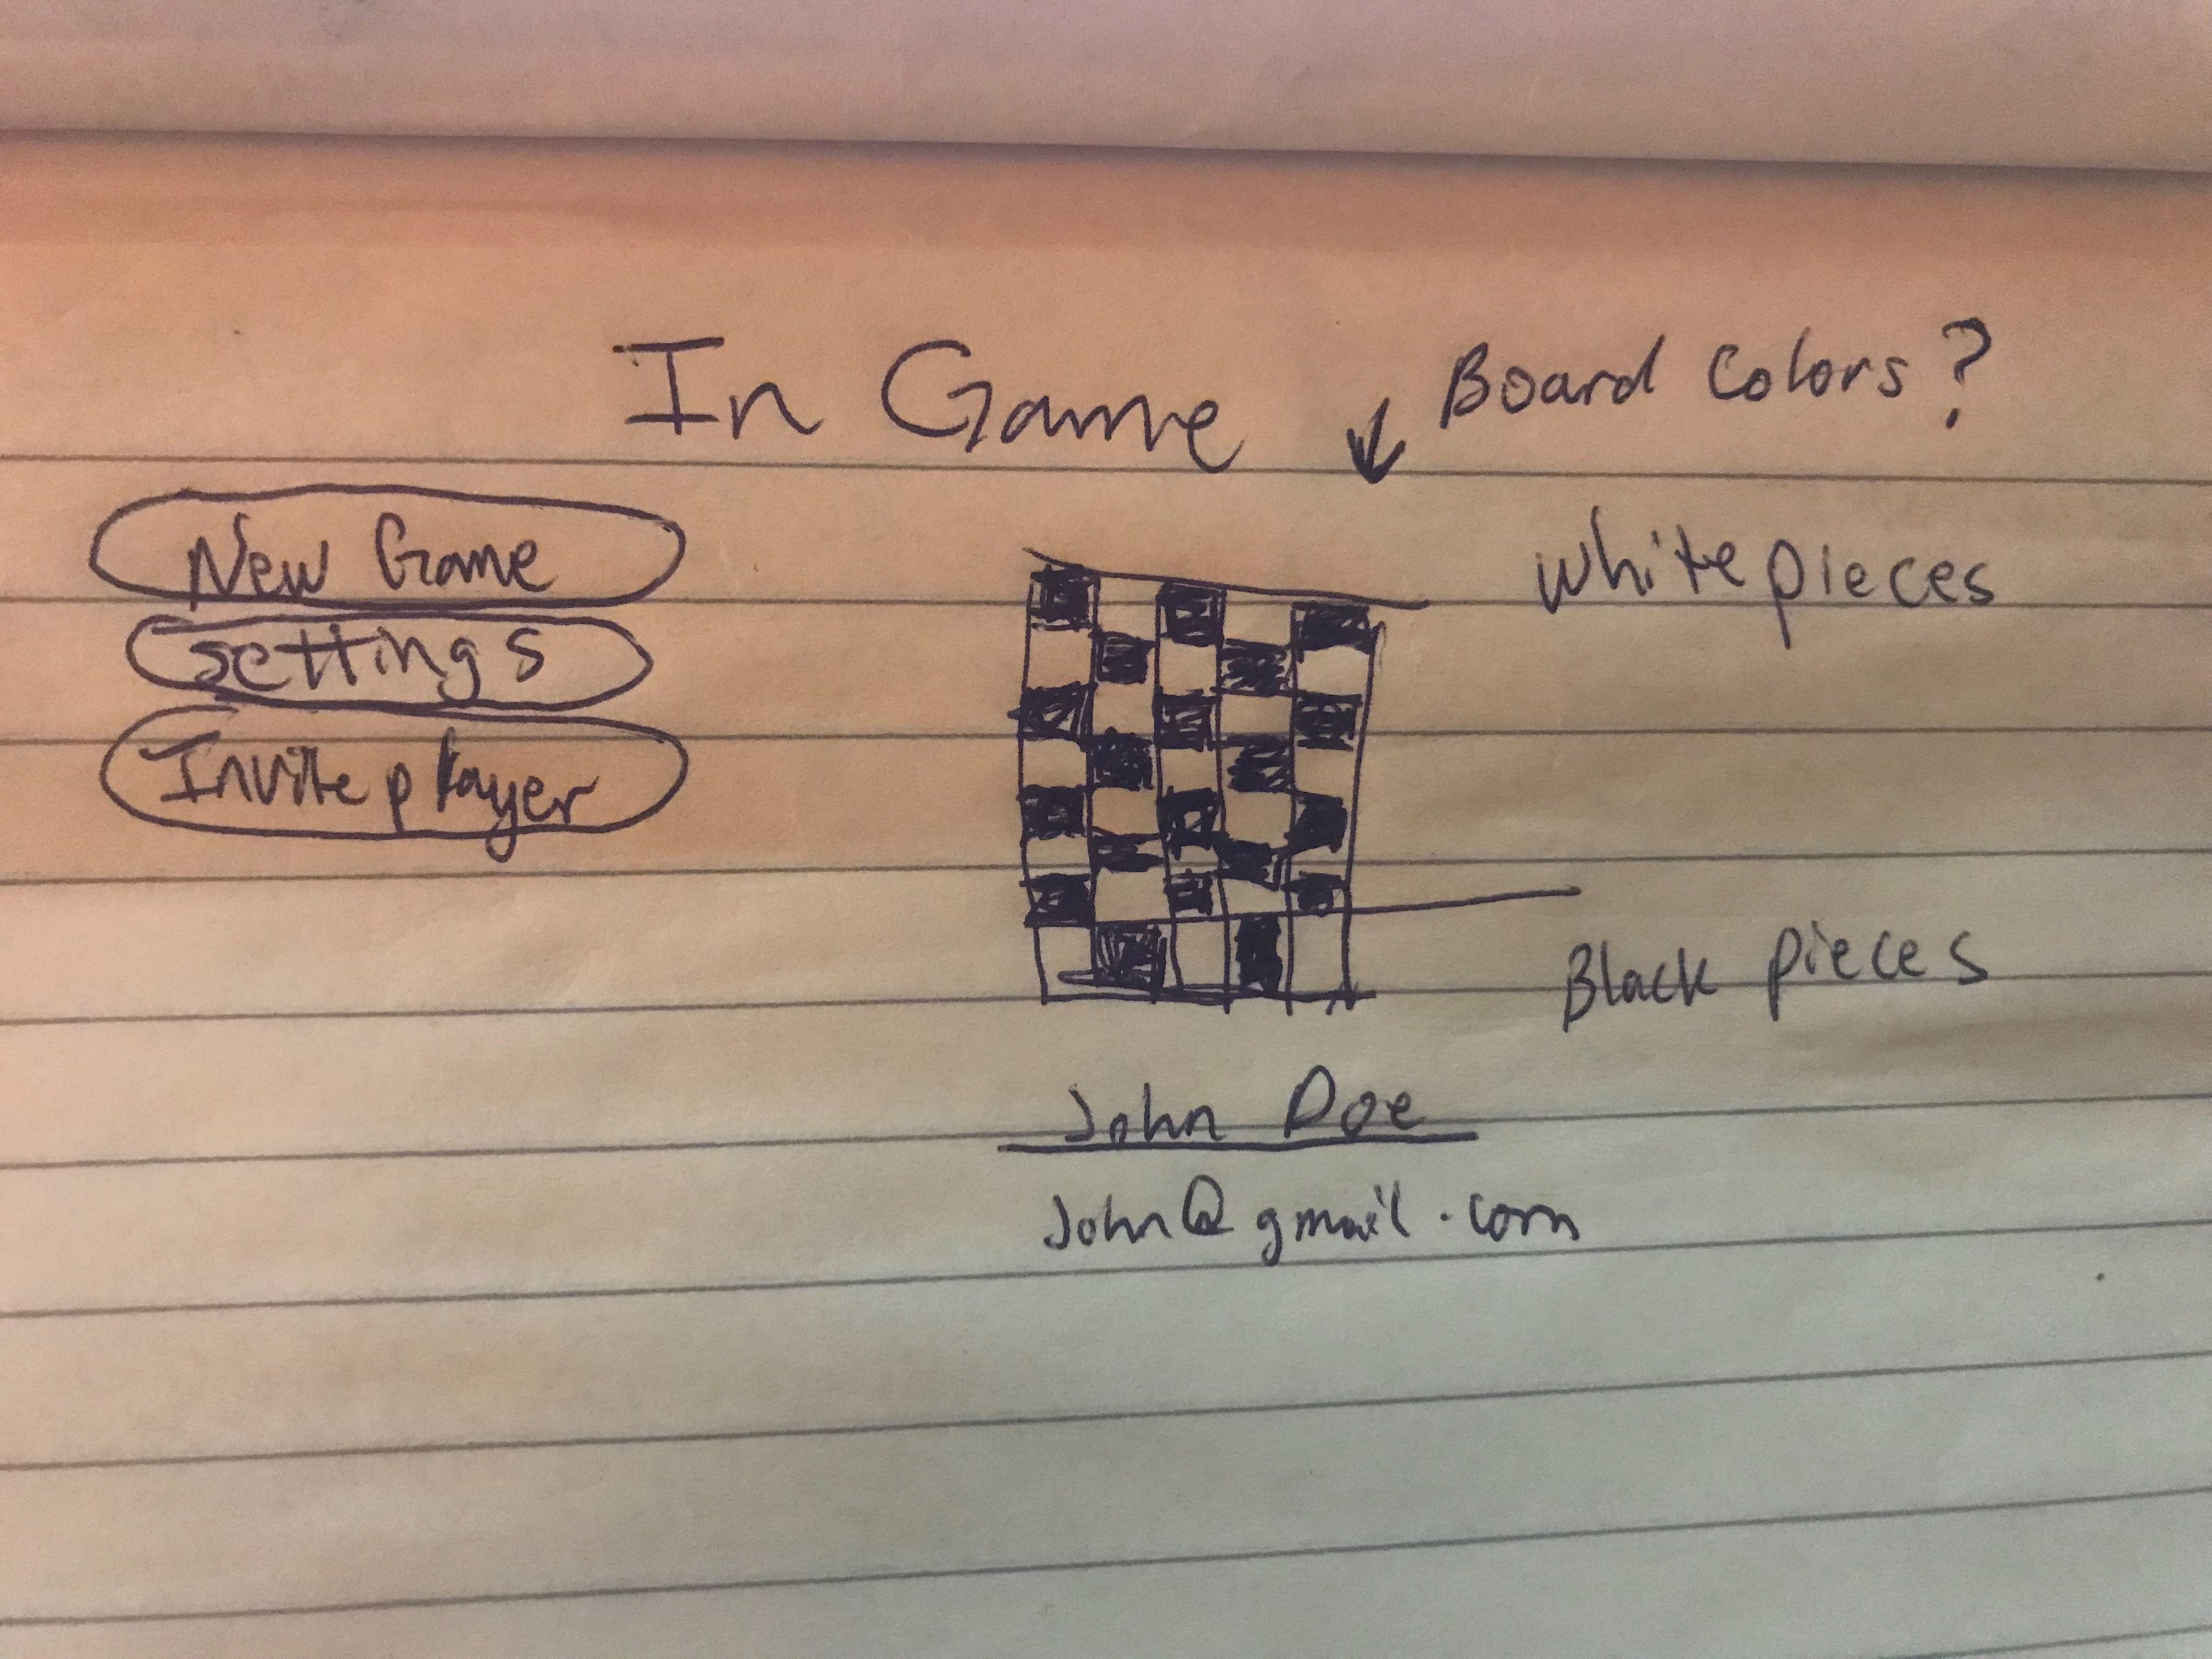 In Game
Board Colors?
New Game
settings
Invite player
white pieces
Black pieces
John Doe
John@gmail.com